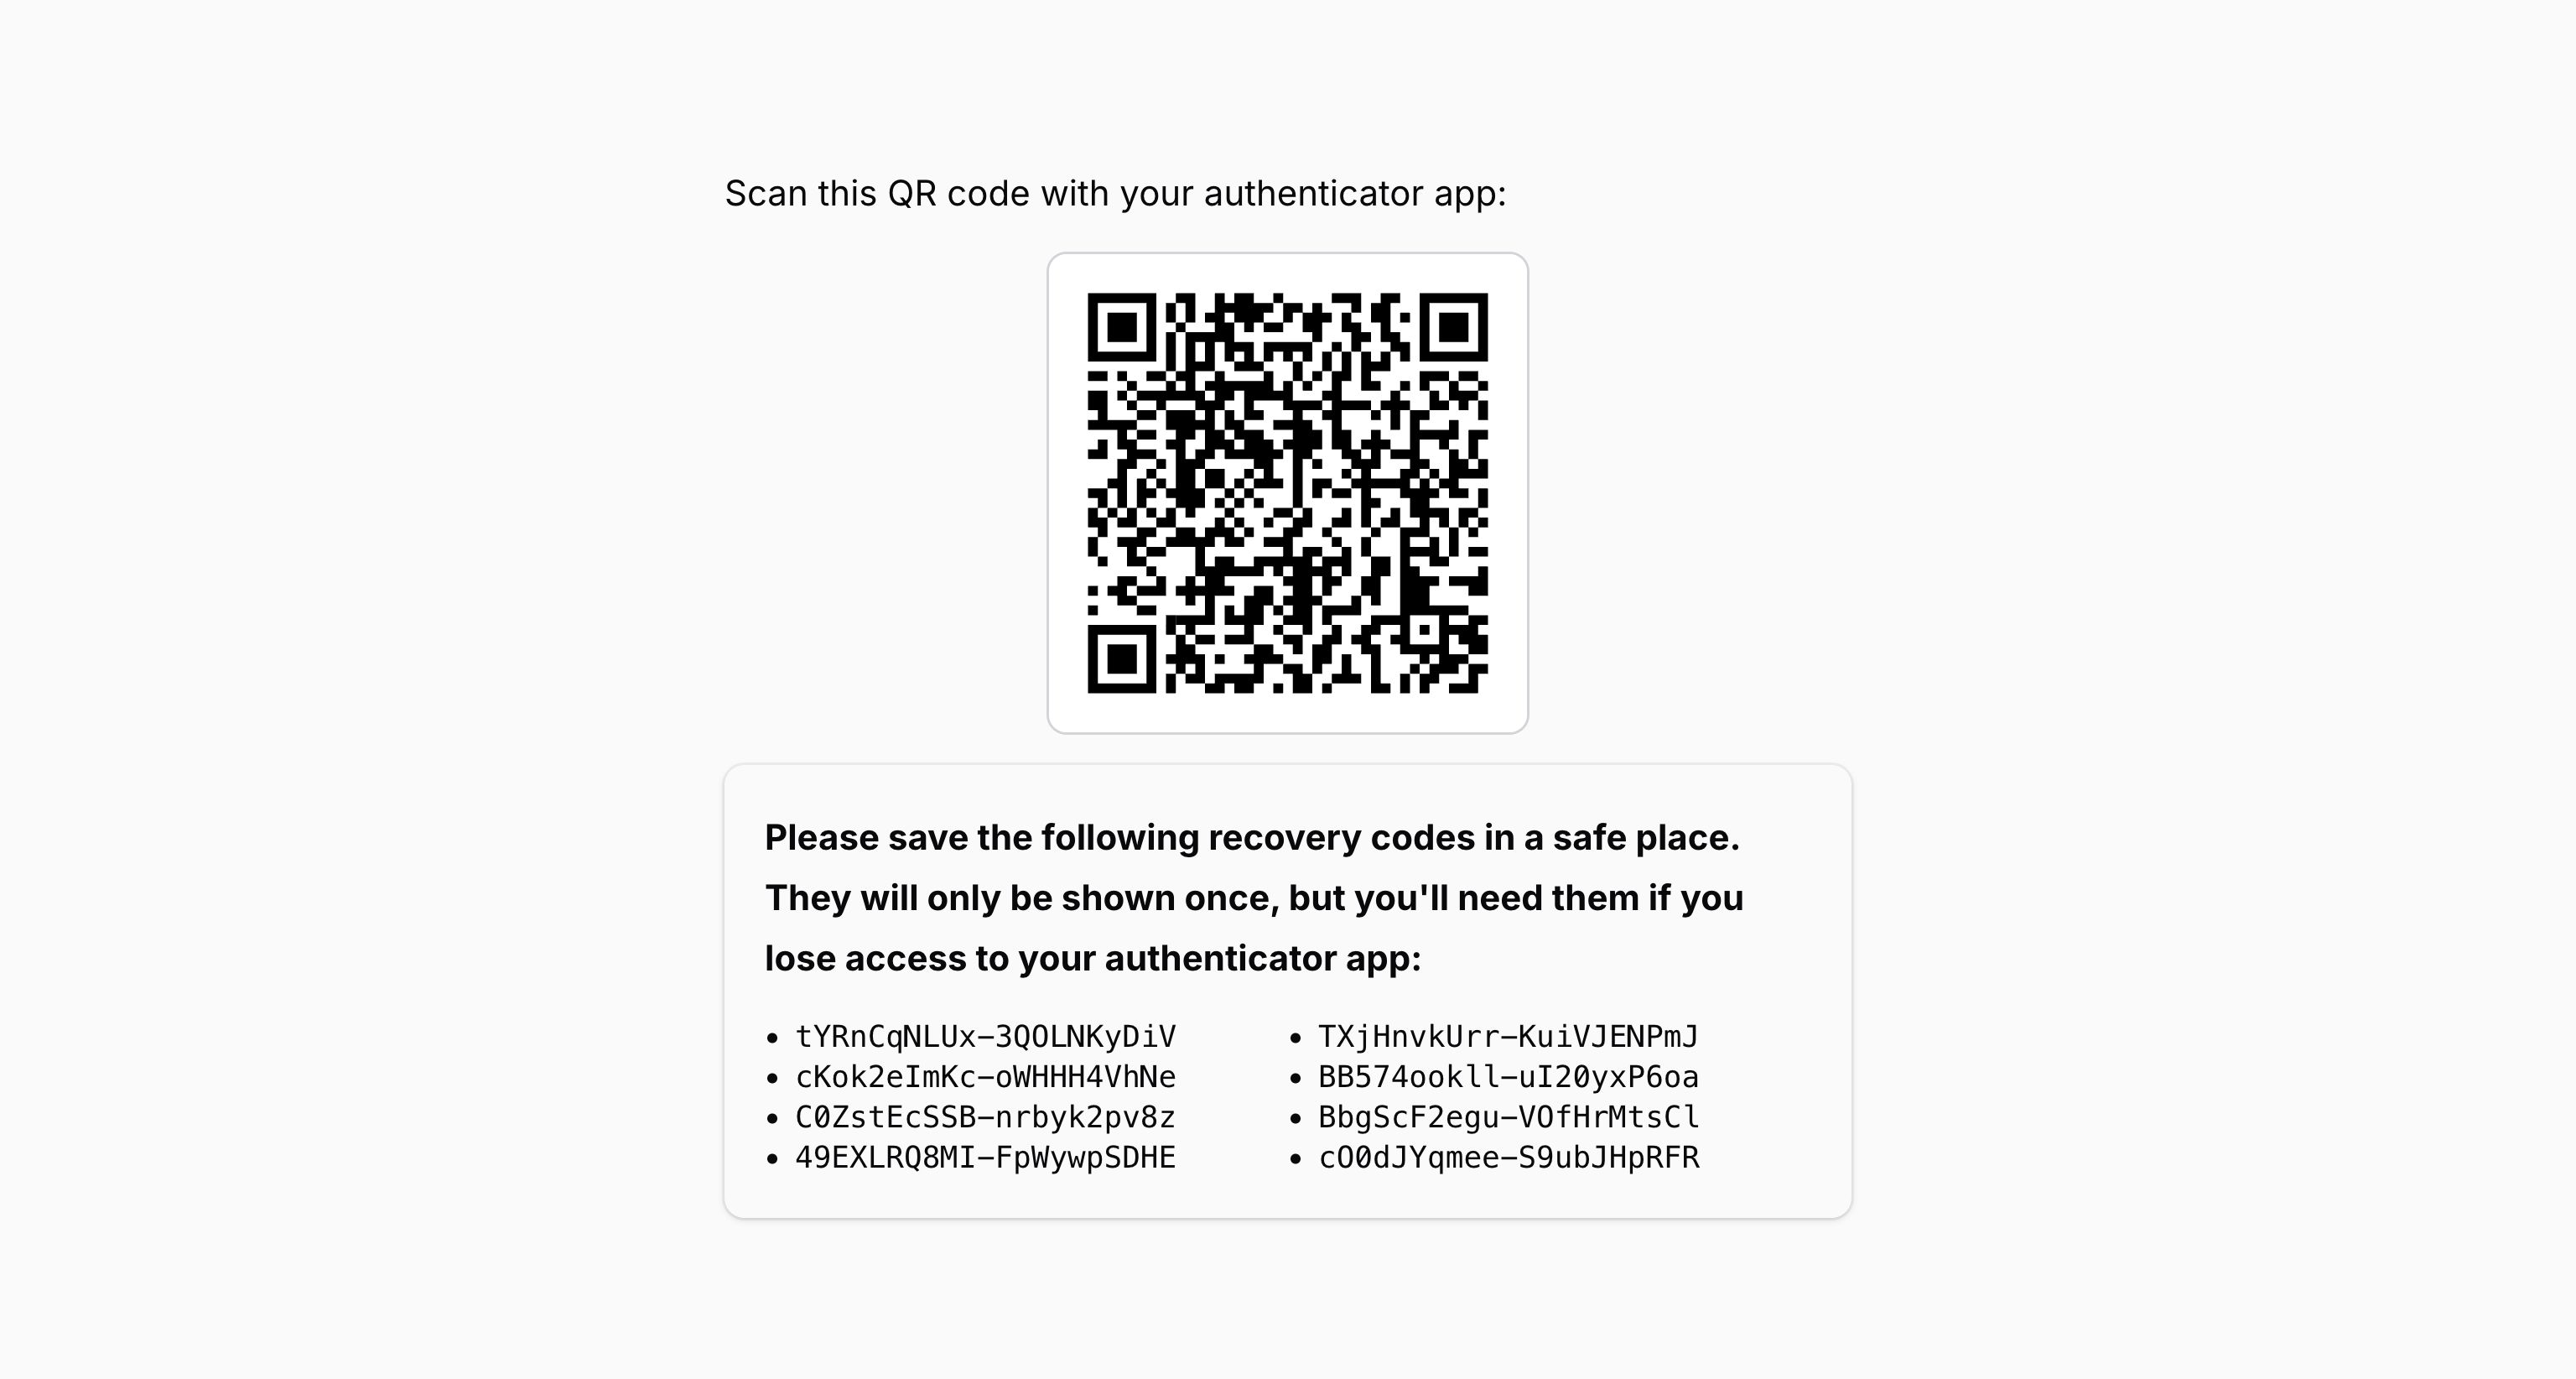 Scan this QR code with your authenticator app:
Please save the following recovery codes in a safe place.
They will only be shown once, but you'll need them if you
lose access to your authenticator app:
• tYRnCqNLUx-3QOLNKyDiV
• cKok2eImKc-oWHHH4VhNe
• C0ZstEcSSB-nrbyk2pv8z
• 49EXLRQ8MI-FpWywpSDHE
• TXjHnvkUrr-KuiVJENPmJ
• BB574ookll-uI20yxP6oa
• BbgScF2egu-VOfHrMtsCl
• cO0dJYqmee-S9ubJHpRFR